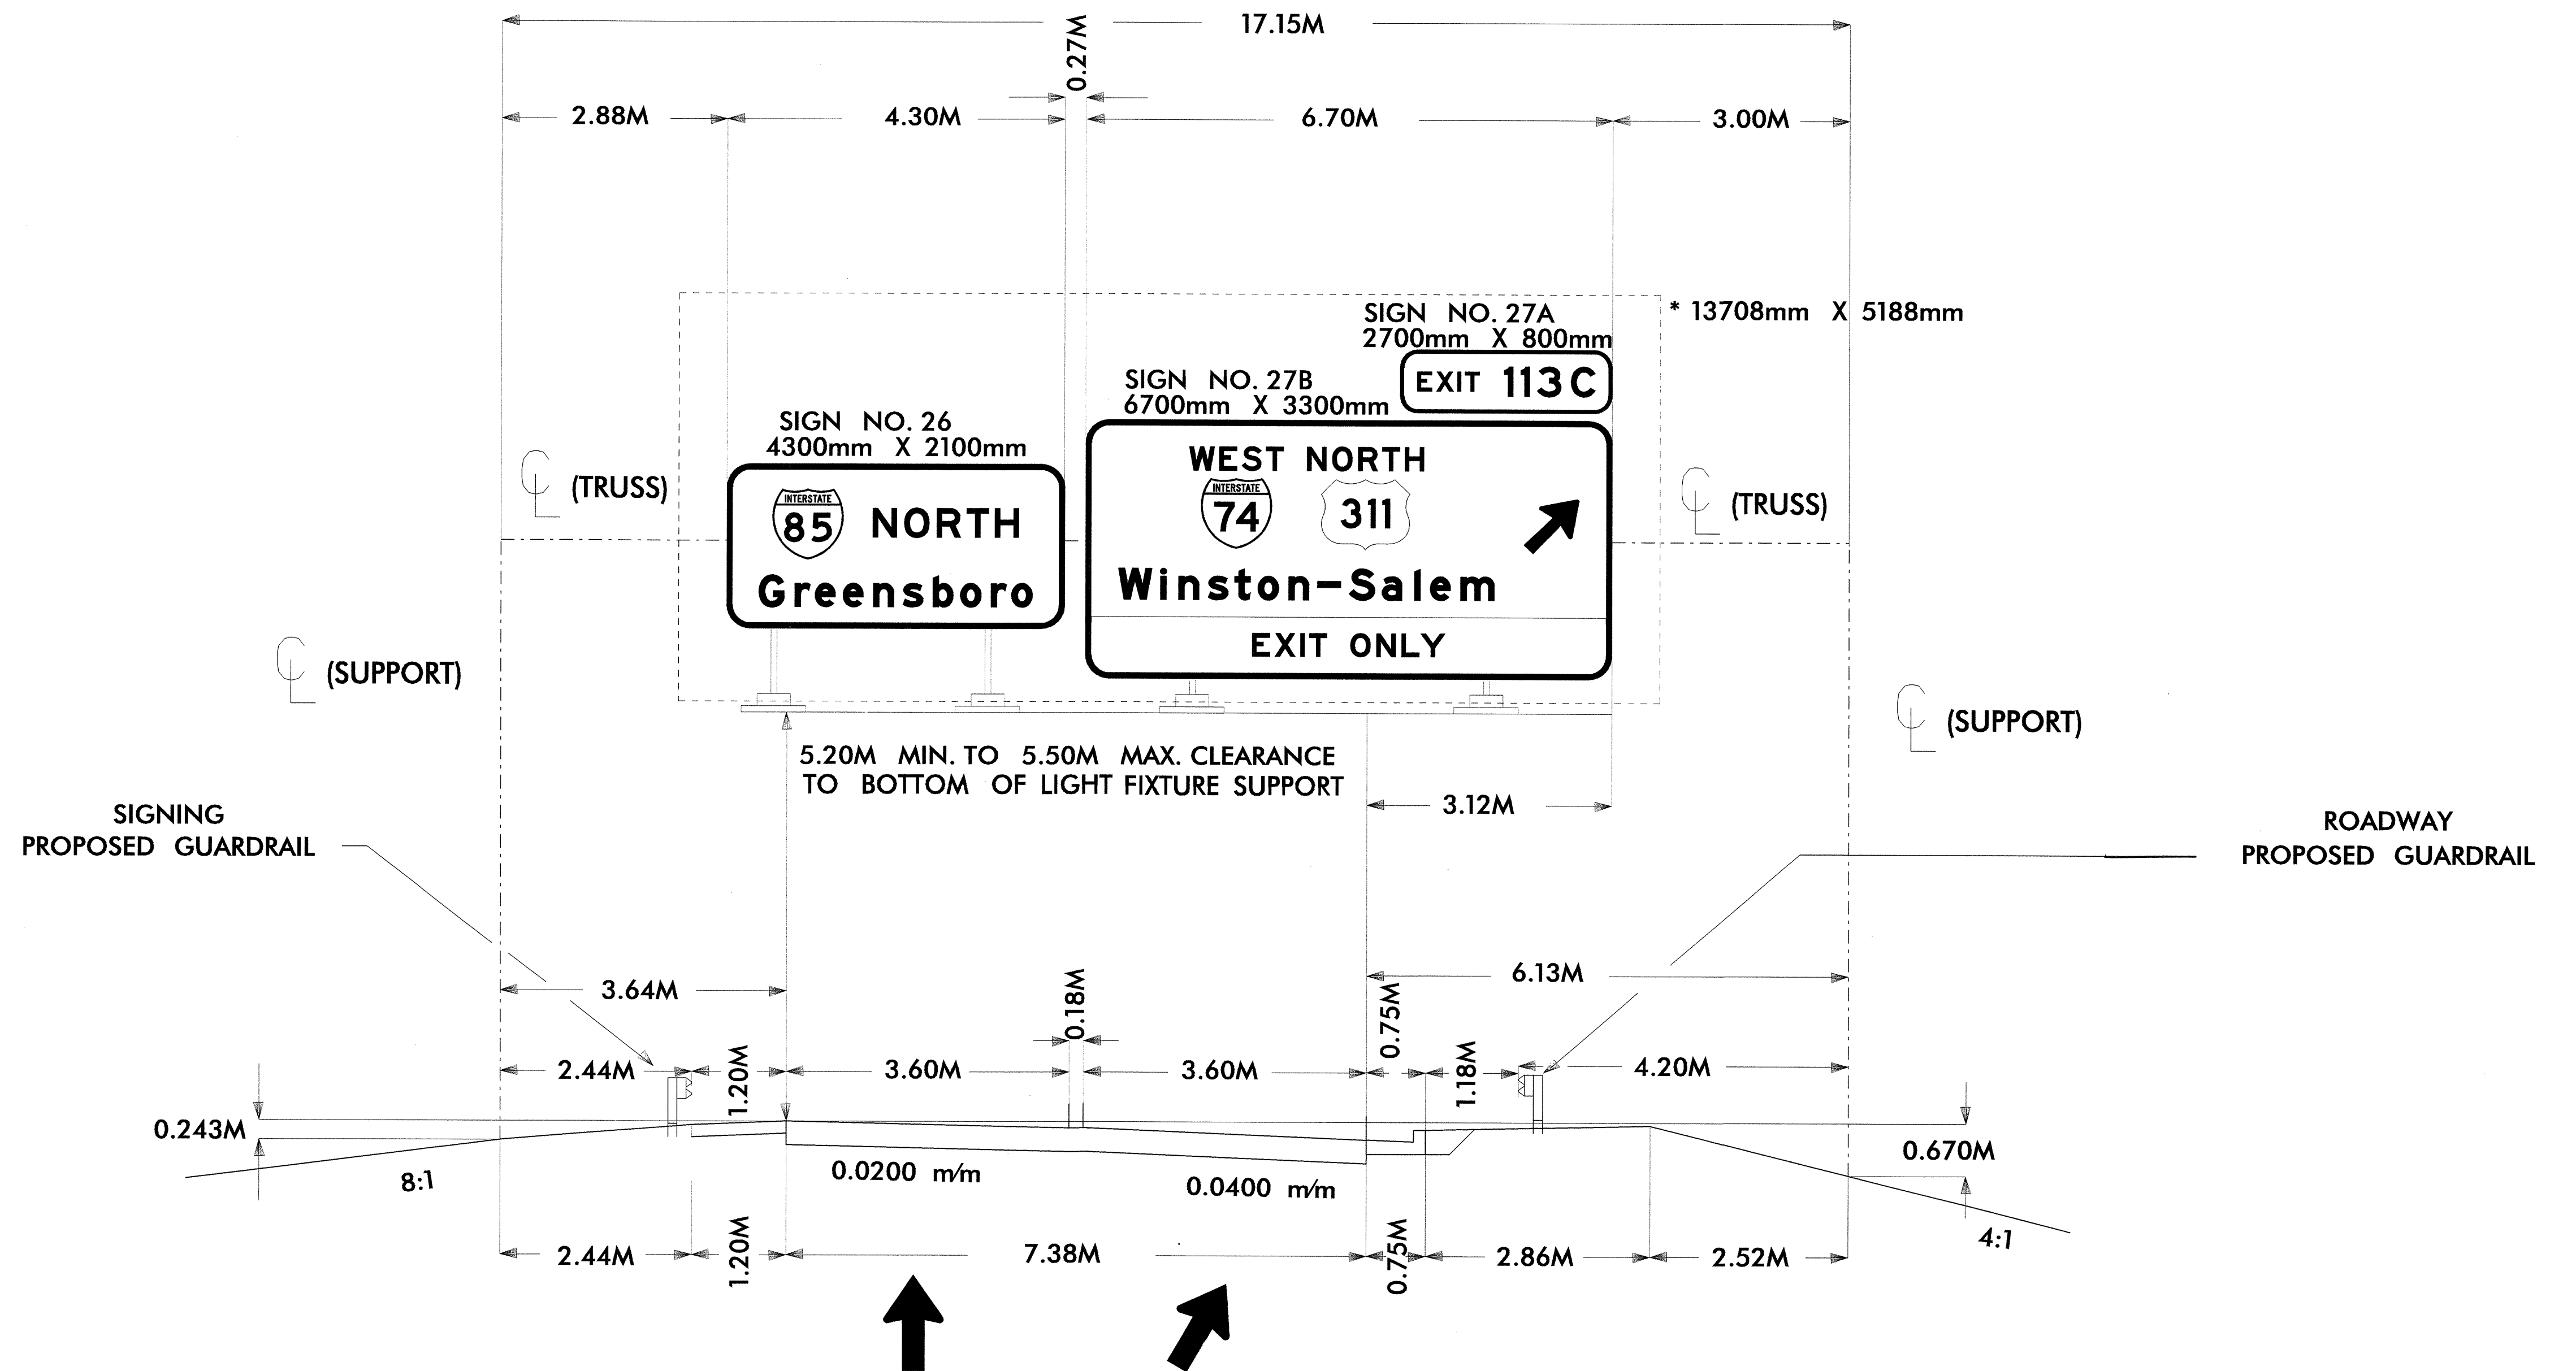 17.15M
0.27M
2.88M
4.30M
6.70M
3.00M
SIGN NO. 27A
2700mm X 800mm
* 13708mm X 5188mm
EXIT 113C
SIGN NO. 27B
6700mm X 3300mm
SIGN NO. 26
4300mm X 2100mm
WEST NORTH
INTERSTATE
74
311
INTERSTATE
85
NORTH
Greensboro
Winston-Salem
EXIT ONLY
CL (TRUSS)
CL (TRUSS)
CL (SUPPORT)
CL (SUPPORT)
5.20M MIN. TO 5.50M MAX. CLEARANCE
TO BOTTOM OF LIGHT FIXTURE SUPPORT
3.12M
SIGNING
PROPOSED GUARDRAIL
ROADWAY
PROPOSED GUARDRAIL
3.64M
0.18M
6.13M
0.75M
2.44M
1.20M
3.60M
3.60M
1.18M
4.20M
0.243M
0.670M
8:1
0.0200 m/m
0.0400 m/m
4:1
2.44M
1.20M
7.38M
0.75M
2.86M
2.52M